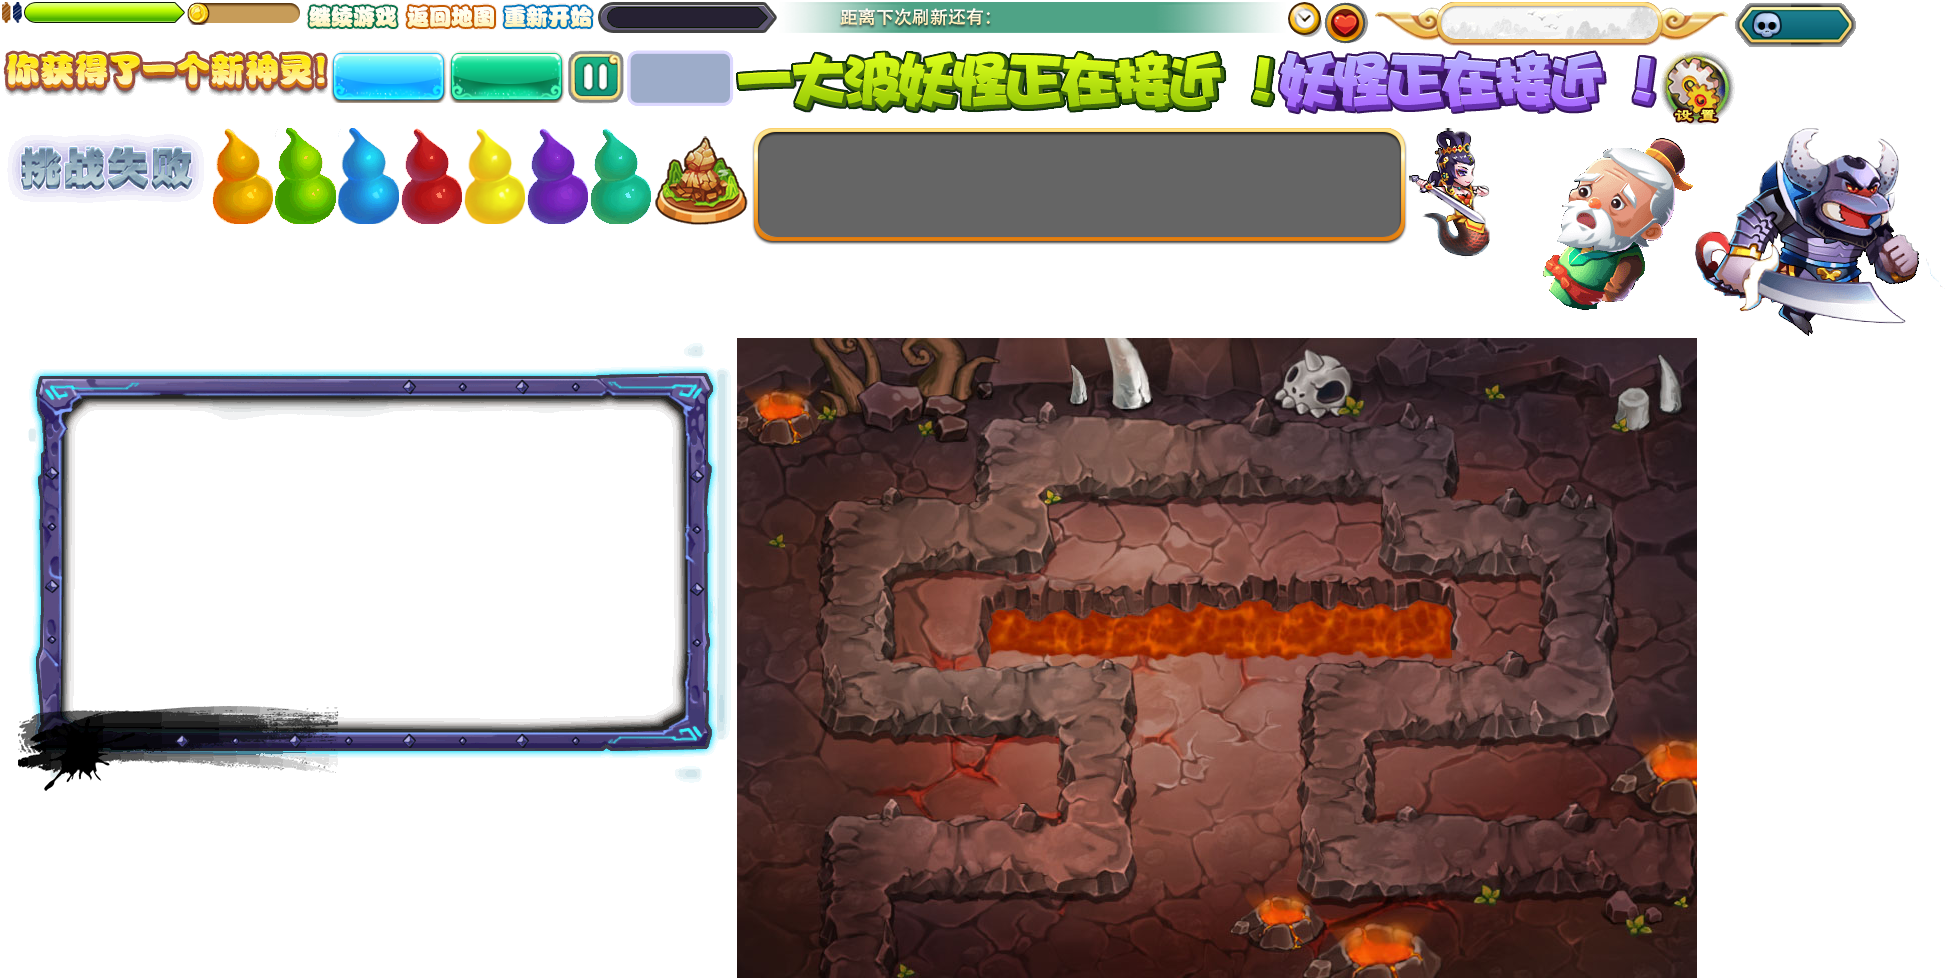 继续游戏 返回地图 重新开始 距离下次刷新还有：
你获得了一个新神灵！ 一大波妖怪正在接近！ 妖怪正在接近！
设置
挑战失败